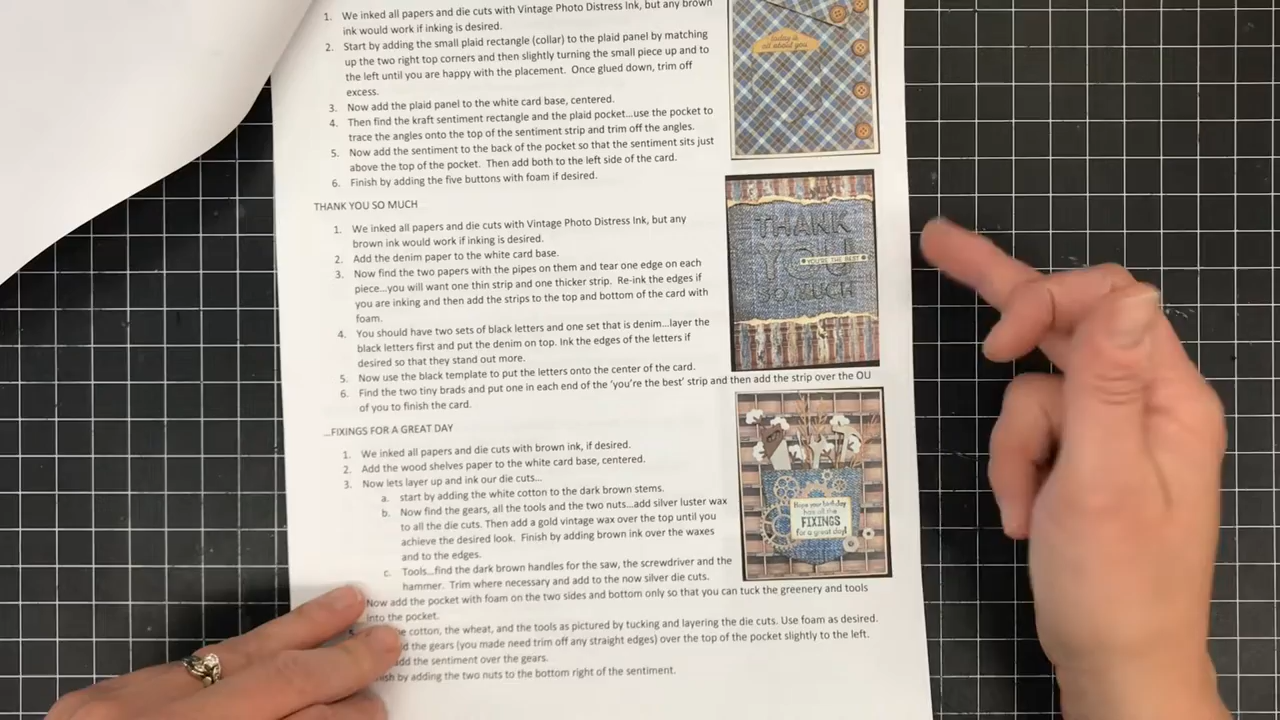 1. We inked all papers and die cuts with Vintage Photo Distress Ink, but any brown
ink would work if inking is desired.
2. Start by adding the small plaid rectangle (collar) to the plaid panel by matching
up the two right top corners and then slightly turning the small piece up and to
the left until you are happy with the placement. Once glued down, trim off
excess.
3. Now add the plaid panel to the white card base, centered.
4. Then find the kraft sentiment rectangle and the plaid pocket...use the pocket to
trace the angles onto the top of the sentiment strip and trim off the angles.
5. Now add the sentiment to the back of the pocket so that the sentiment sits just
above the top of the pocket. Then add both to the left side of the card.
6. Finish by adding the five buttons with foam if desired.
today is
all about you
THANK YOU SO MUCH
1. We inked all papers and die cuts with Vintage Photo Distress Ink, but any
brown ink would work if inking is desired.
2. Add the denim paper to the white card base.
3. Now find the two papers with the pipes on them and tear one edge on each
piece...you will want one thin strip and one thicker strip. Re-ink the edges if
you are inking and then add the strips to the top and bottom of the card with
foam.
4. You should have two sets of black letters and one set that is denim...layer the
black letters first and put the denim on top. Ink the edges of the letters if
desired so that they stand out more.
5. Now use the black template to put the letters onto the center of the card.
6. Find the two tiny brads and put one in each end of the 'you're the best' strip and then add the strip over the OU
of you to finish the card.
THANK
YOU
YOU'RE THE BEST
SO MUCH
...FIXINGS FOR A GREAT DAY
1. We inked all papers and die cuts with brown ink, if desired.
2. Add the wood shelves paper to the white card base, centered.
3. Now lets layer up and ink our die cuts...
a. start by adding the white cotton to the dark brown stems.
b. Now find the gears, all the tools and the two nuts...add silver luster wax
to all the die cuts. Then add a gold vintage wax over the top until you
achieve the desired look. Finish by adding brown ink over the waxes
and to the edges.
c. Tools...find the dark brown handles for the saw, the screwdriver and the
hammer. Trim where necessary and add to the now silver die cuts.
Now add the pocket with foam on the two sides and bottom only so that you can tuck the greenery and tools
into the pocket.
cotton, the wheat, and the tools as pictured by tucking and layering the die cuts. Use foam as desired.
the gears (you made need trim off any straight edges) over the top of the pocket slightly to the left.
add the sentiment over the gears.
by adding the two nuts to the bottom right of the sentiment.
Hope your birthday
has all the
FIXINGS
for a great day!